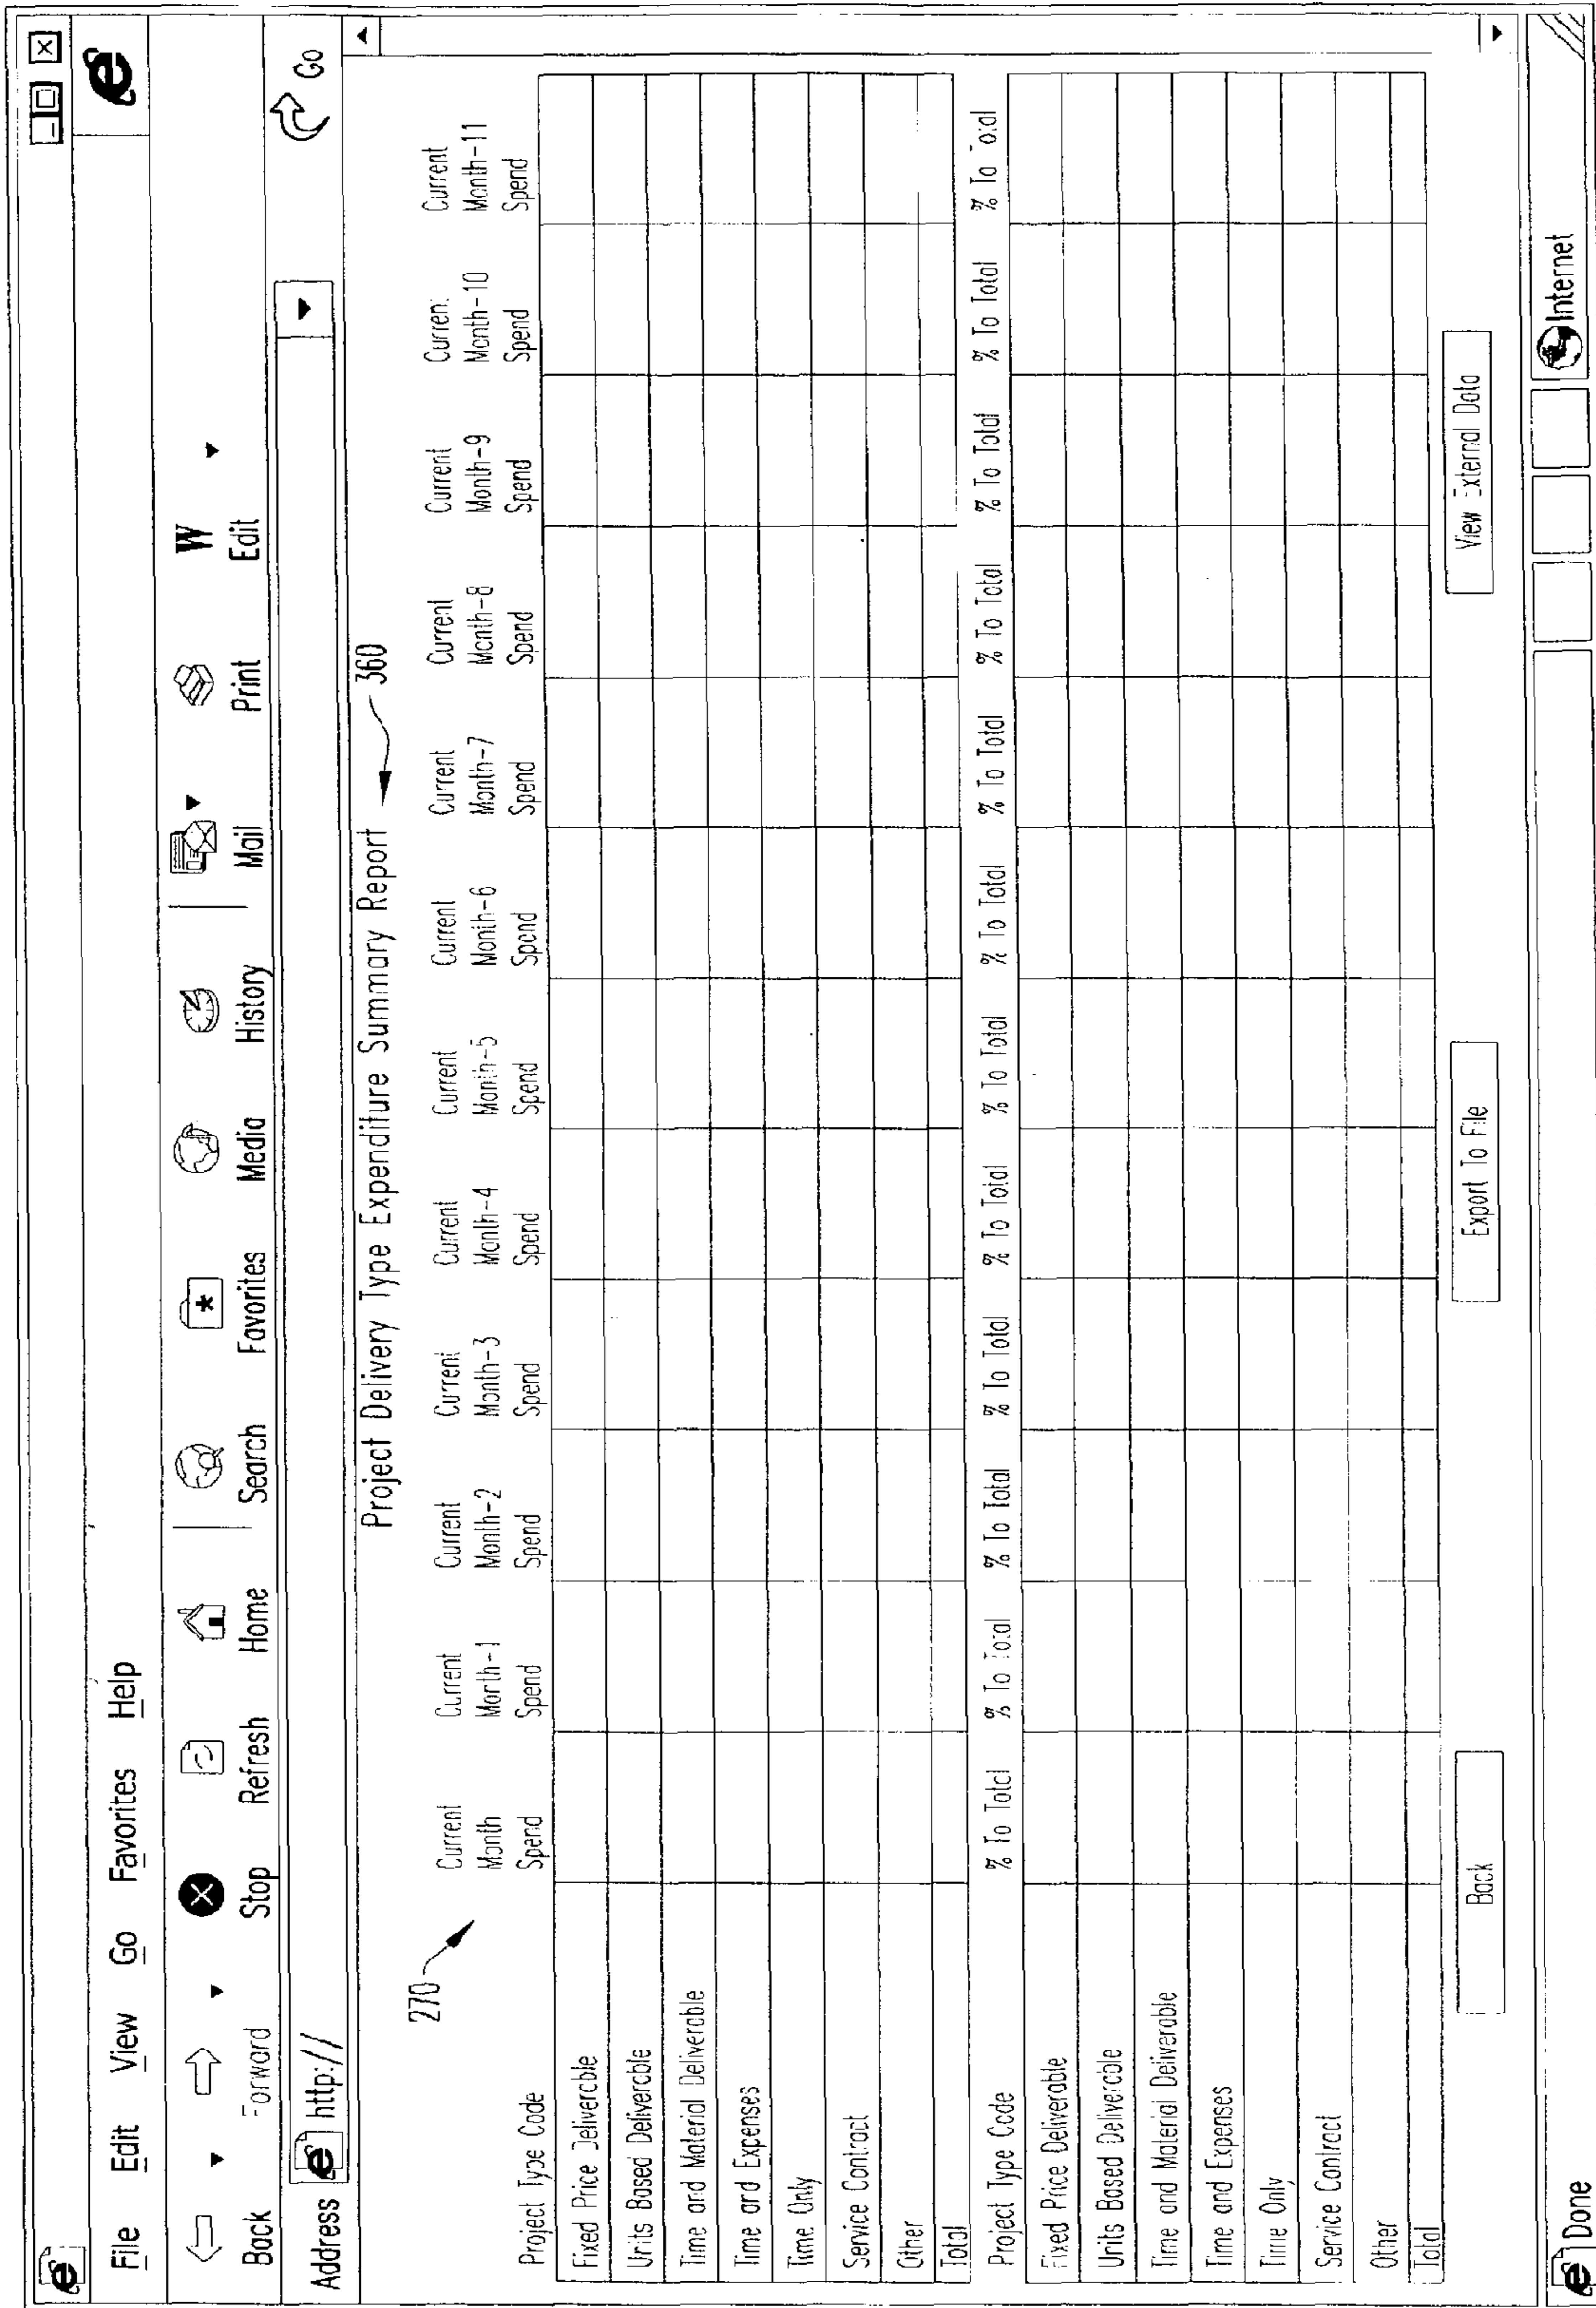 File Edit View Go Favorites Help
Back Forward Stop Refresh Home Search Favorites Media History Mail Print Edit
W
Address http:// Go
Project Delivery Type Expenditure Summary Report 360
270
Current Current Current Current Current Current Current Current Current Current Current Current
Month Month-1 Month-2 Month-3 Month-4 Month-5 Month-6 Month-7 Month-8 Month-9 Month-10 Month-11
Spend Spend Spend Spend Spend Spend Spend Spend Spend Spend Spend Spend
Project Type Code
Fixed Price Deliverable
Units Based Deliverable
Time and Material Deliverable
Time and Expenses
Time Only
Service Contract
Other
Total
Project Type Code % To Total % To Total % To Total % To Total % To Total % To Total % To Total % To Total % To Total % To Total % To Total % To Total
Fixed Price Deliverable
Units Based Deliverable
Time and Material Deliverable
Time and Expenses
Time Only
Service Contract
Other
Total
Back Export To File View External Data
Done Internet